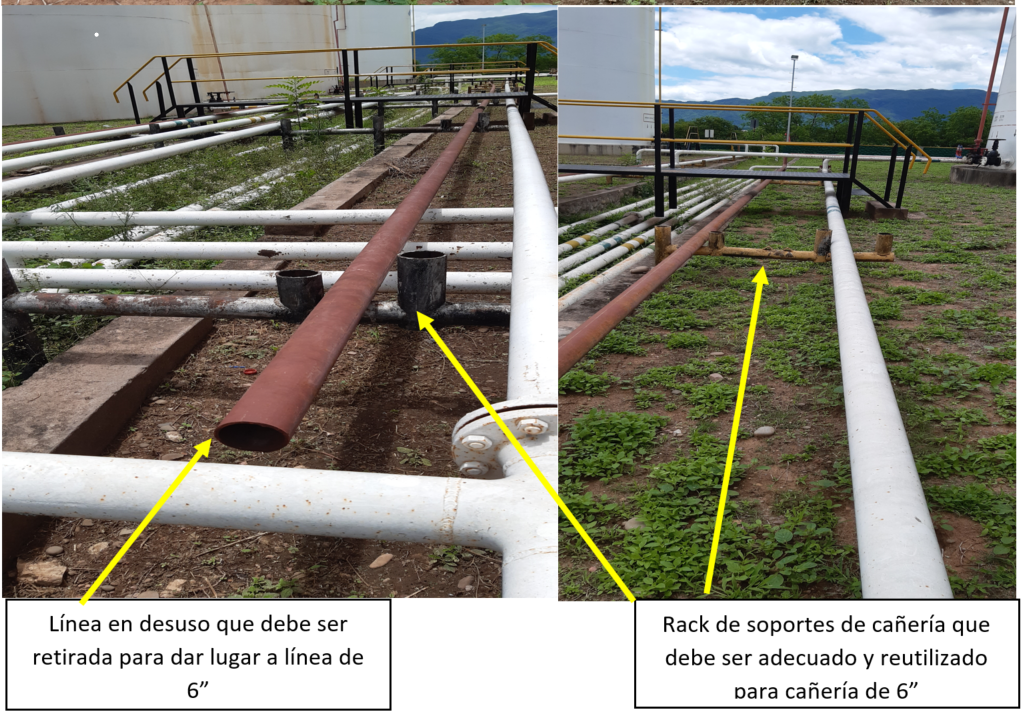 Línea en desuso que debe ser
retirada para dar lugar a línea de
6”
Rack de soportes de cañería que
debe ser adecuado y reutilizado
para cañería de 6”